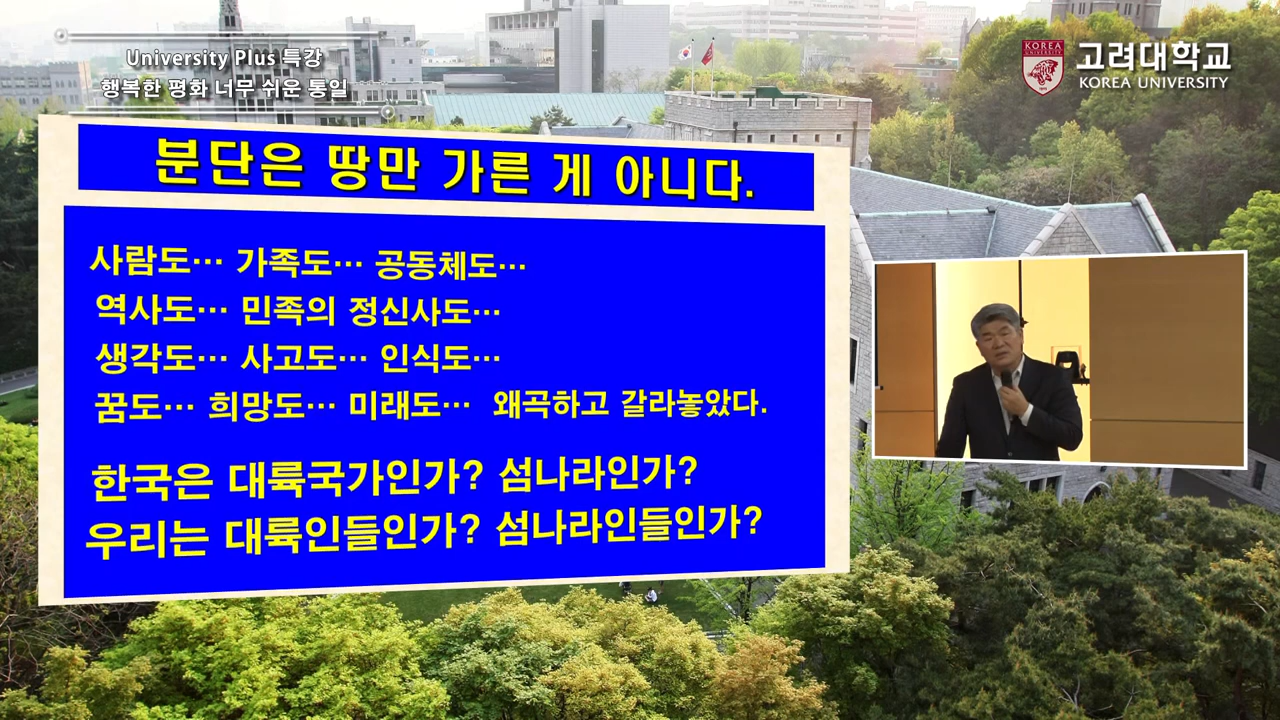 University Plus 특강
행복한 평화 너무 쉬운 통일
KOREA
고려대학교
KOREA UNIVERSITY
분단은 땅만 가른 게 아니다.
사람도… 가족도… 공동체도…
역사도… 민족의 정신사도…
생각도… 사고도… 인식도…
꿈도… 희망도… 미래도… 왜곡하고 갈라놓았다.
한국은 대륙국가인가? 섬나라인가?
우리는 대륙인들인가? 섬나라인들인가?